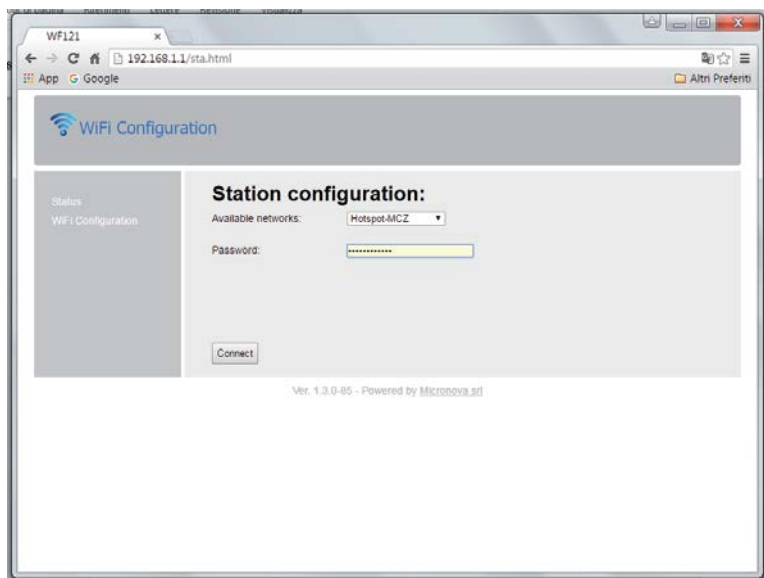 WF121
192.168.1.1/sta.html
App Google Altri Preferiti
WiFi Configuration
Status
WiFi Configuration
Station configuration:
Available networks: Hotspot-MCZ
Password: ••••••••••••
Connect
Ver. 1.3.0-85 - Powered by Micronova srl